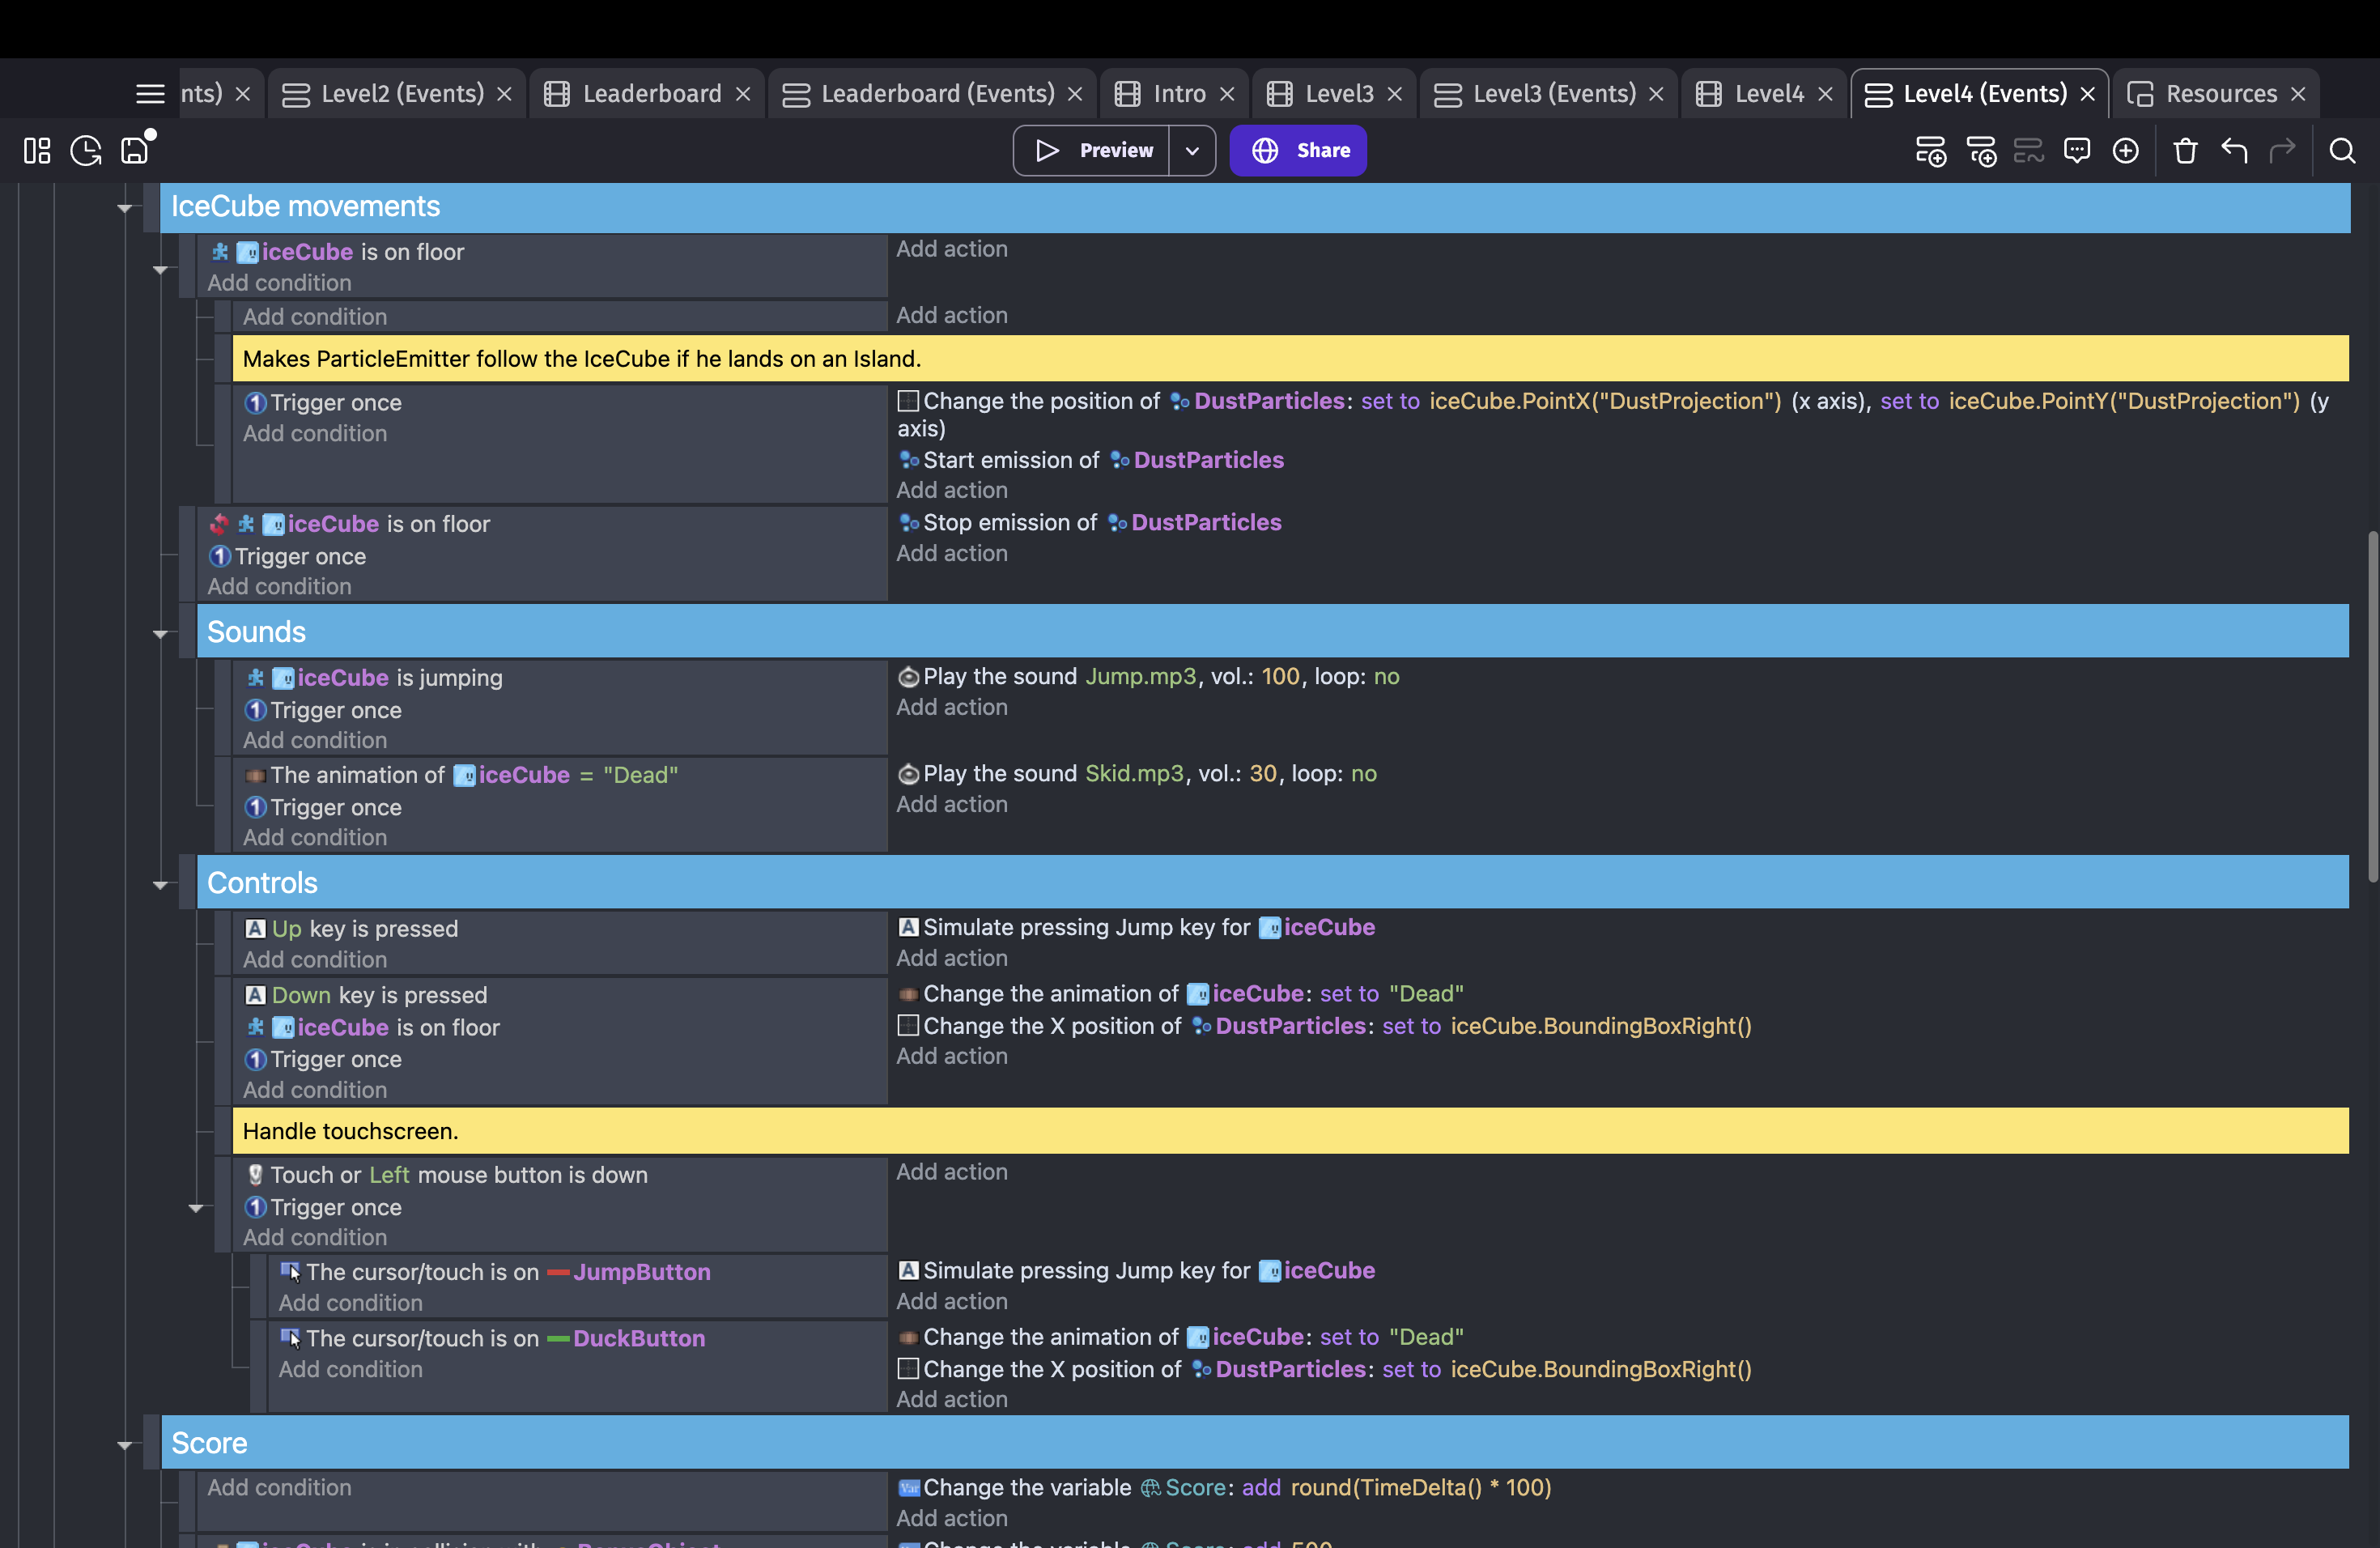 nts)
Level2 (Events)
Leaderboard
Leaderboard (Events)
Intro
Level3
Level3 (Events)
Level4
Level4 (Events)
Resources
Preview
Share
IceCube movements
iceCube is on floor
Add condition
Add action
Add condition
Add action
Makes ParticleEmitter follow the IceCube if he lands on an Island.
Trigger once
Add condition
Change the position of DustParticles: set to iceCube.PointX("DustProjection") (x axis), set to iceCube.PointY("DustProjection") (y
axis)
Start emission of DustParticles
Add action
iceCube is on floor
Trigger once
Add condition
Stop emission of DustParticles
Add action
Sounds
iceCube is jumping
Trigger once
Add condition
Play the sound Jump.mp3, vol.: 100, loop: no
Add action
The animation of iceCube = "Dead"
Trigger once
Add condition
Play the sound Skid.mp3, vol.: 30, loop: no
Add action
Controls
Up key is pressed
Add condition
Simulate pressing Jump key for iceCube
Add action
Down key is pressed
iceCube is on floor
Trigger once
Add condition
Change the animation of iceCube: set to "Dead"
Change the X position of DustParticles: set to iceCube.BoundingBoxRight()
Add action
Handle touchscreen.
Touch or Left mouse button is down
Trigger once
Add condition
Add action
The cursor/touch is on JumpButton
Add condition
Simulate pressing Jump key for iceCube
Add action
The cursor/touch is on DuckButton
Add condition
Change the animation of iceCube: set to "Dead"
Change the X position of DustParticles: set to iceCube.BoundingBoxRight()
Add action
Score
Add condition
Change the variable Score: add round(TimeDelta() * 100)
Add action
Change the variable Score: add 500